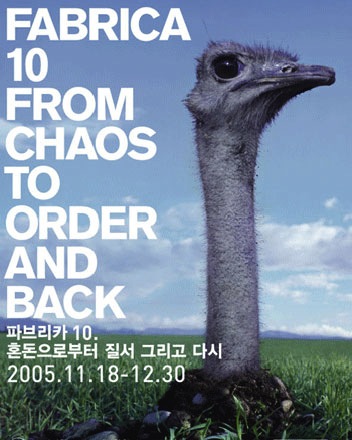 FABRICA
10
FROM
CHAOS
TO
ORDER
AND
BACK
파브리카 10.
혼돈으로부터 질서 그리고 다시
2005.11.18-12.30